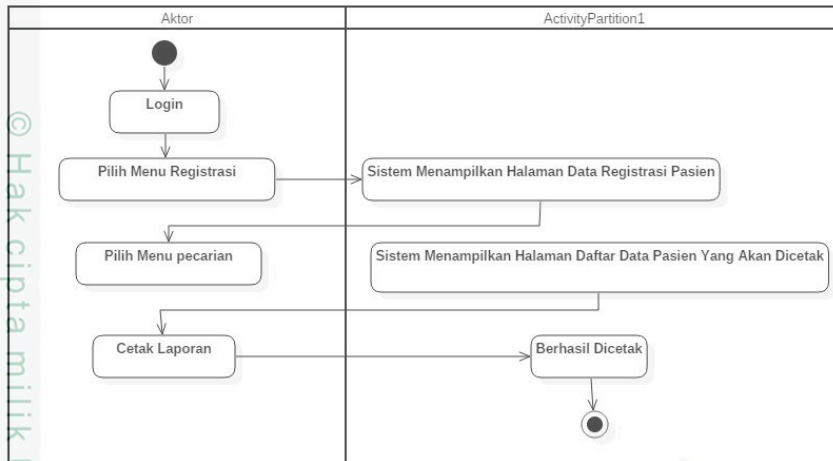 Aktor
ActivityPartition1
Login
Pilih Menu Registrasi
Sistem Menampilkan Halaman Data Registrasi Pasien
Pilih Menu pecarian
Sistem Menampilkan Halaman Daftar Data Pasien Yang Akan Dicetak
Cetak Laporan
Berhasil Dicetak
© Hak cipta milik